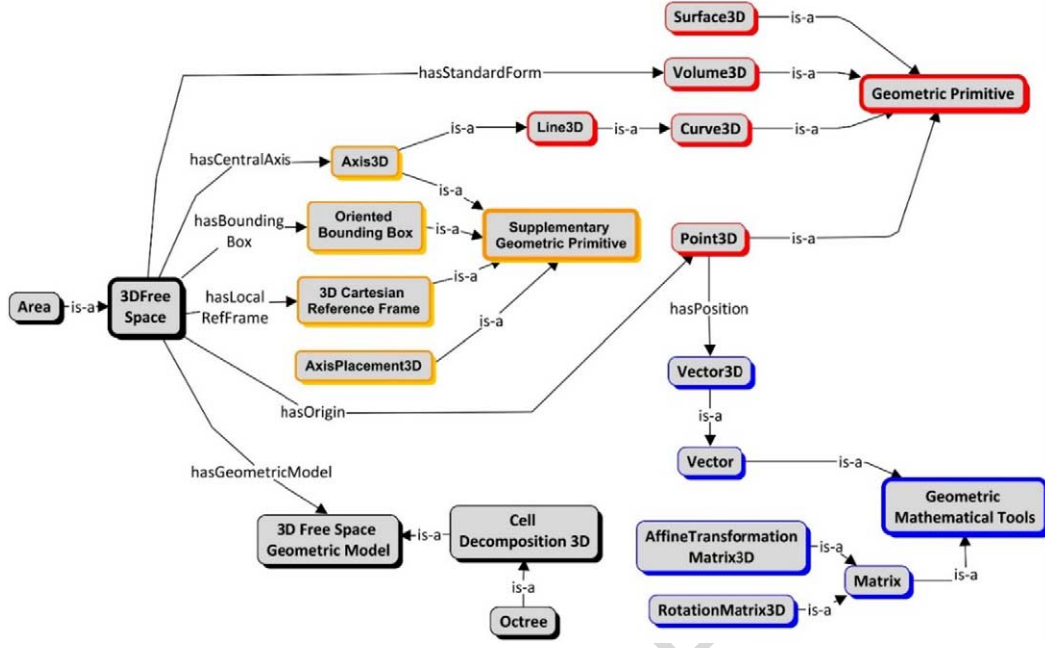 Surface3D
is-a
hasStandardForm
Volume3D
is-a
Geometric Primitive
is-a
Line3D
is-a
Curve3D
is-a
hasCentralAxis
Axis3D
is-a
hasBounding
Box
Oriented
Bounding Box
is-a
Supplementary
Geometric Primitive
Point3D
is-a
Area
is-a
3DFree
Space
hasLocal
RefFrame
3D Cartesian
Reference Frame
is-a
hasPosition
is-a
AxisPlacement3D
Vector3D
hasOrigin
is-a
hasGeometricModel
Vector
is-a
Geometric
Mathematical Tools
3D Free Space
Geometric Model
is-a
Cell
Decomposition 3D
AffineTransformation
Matrix3D
is-a
Matrix
is-a
is-a
RotationMatrix3D
is-a
Octree